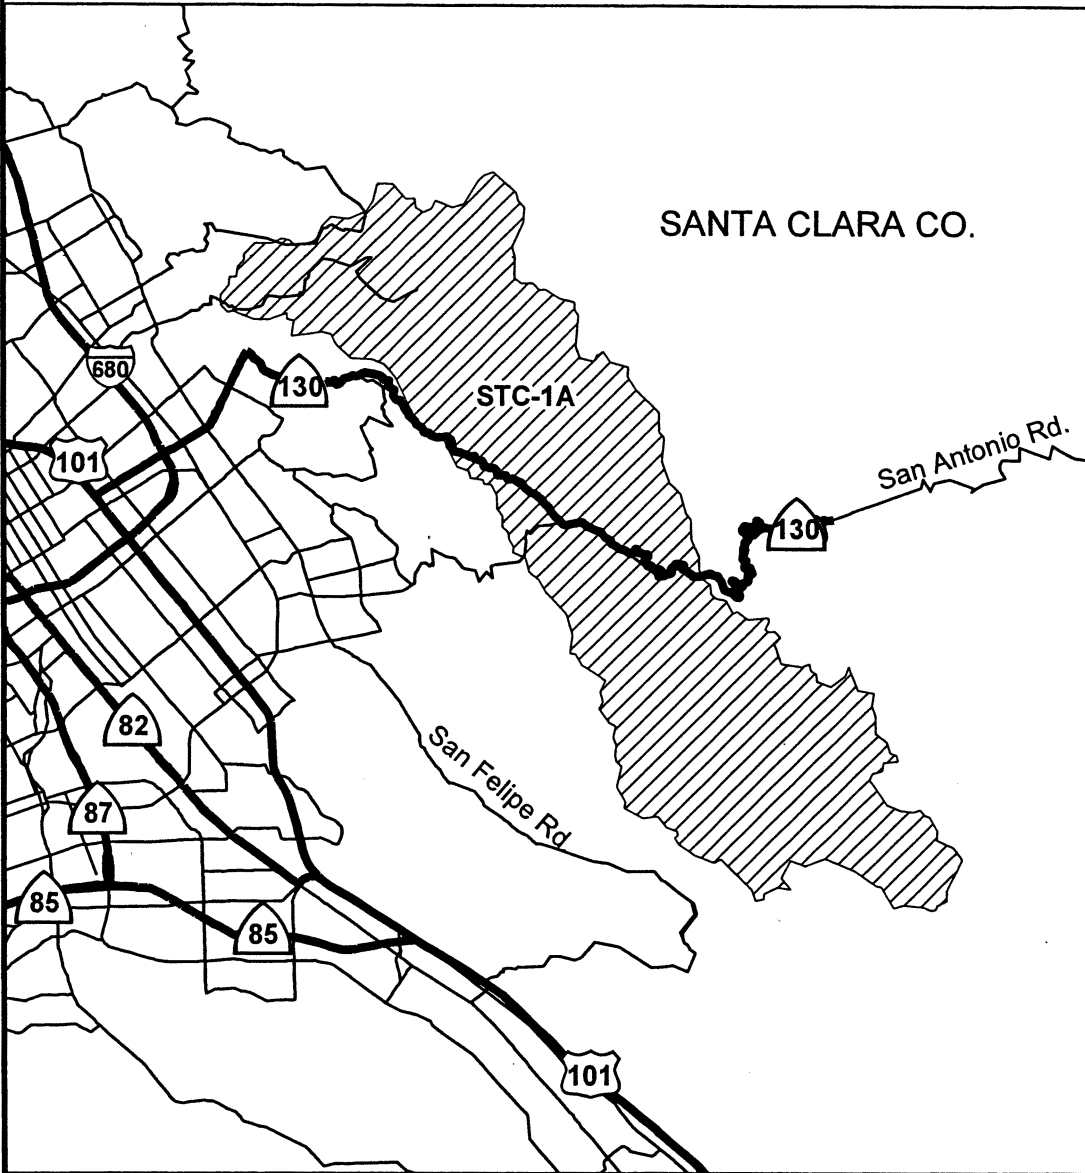 SANTA CLARA CO.
680
130
STC-1A
San Antonio Rd.
101
130
82
San Felipe Rd
87
85
85
101